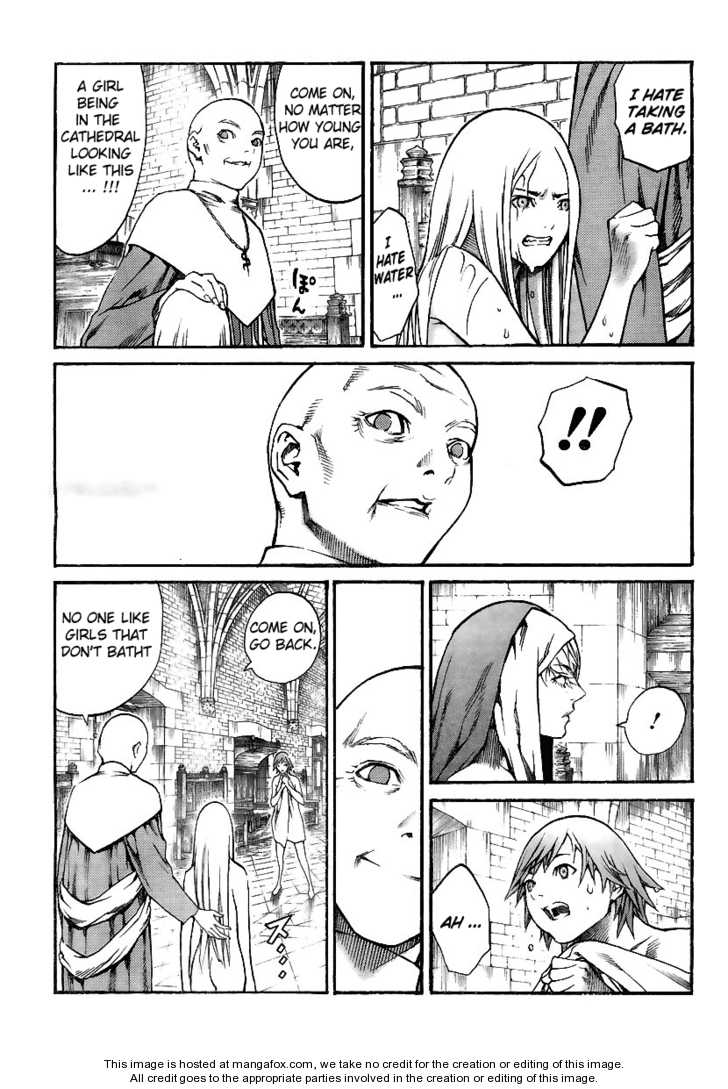 I HATE
TAKING
A BATH.
I
HATE
WATER
...
COME ON,
NO MATTER
HOW YOUNG
YOU ARE,
A GIRL
BEING
IN THE
CATHEDRAL
LOOKING
LIKE THIS
... !!!
ぽん
!!
!
AH ...
COME ON,
GO BACK.
NO ONE LIKE
GIRLS THAT
DON'T BATHT
This image is hosted at mangafox.com, we take no credit for the creation or editing of this image.
All credit goes to the appropriate parties involved in the creation or editing of this image.